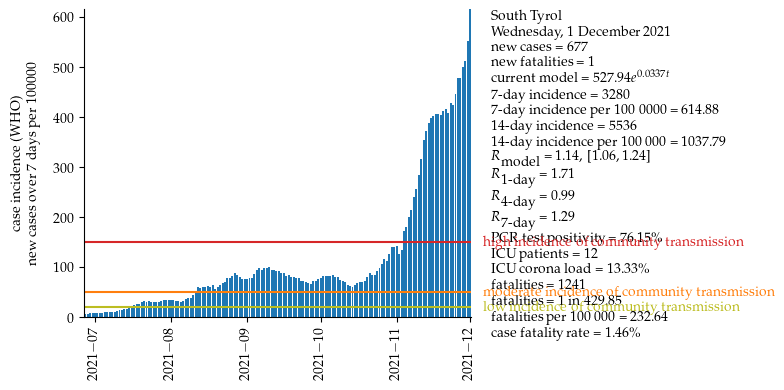 600
500
400
300
200
100
0
case incidence (WHO)
new cases over 7 days per 100000
2021−07
2021−08
2021−09
2021−10
2021−11
2021−12
South Tyrol
Wednesday, 1 December 2021
new cases = 677
new fatalities = 1
current model = 527.94e^0.0337t
7-day incidence = 3280
7-day incidence per 100 0000 = 614.88
14-day incidence = 5536
14-day incidence per 100 000 = 1037.79
R model = 1.14, [1.06, 1.24]
R 1-day = 1.71
R 4-day = 0.99
R 7-day = 1.29
PCR test positivity = 76.15%
high incidence of community transmission
ICU patients = 12
ICU corona load = 13.33%
fatalities = 1241
moderate incidence of community transmission
fatalities = 1 in 429.85
low incidence of community transmission
fatalities per 100 000 = 232.64
case fatality rate = 1.46%